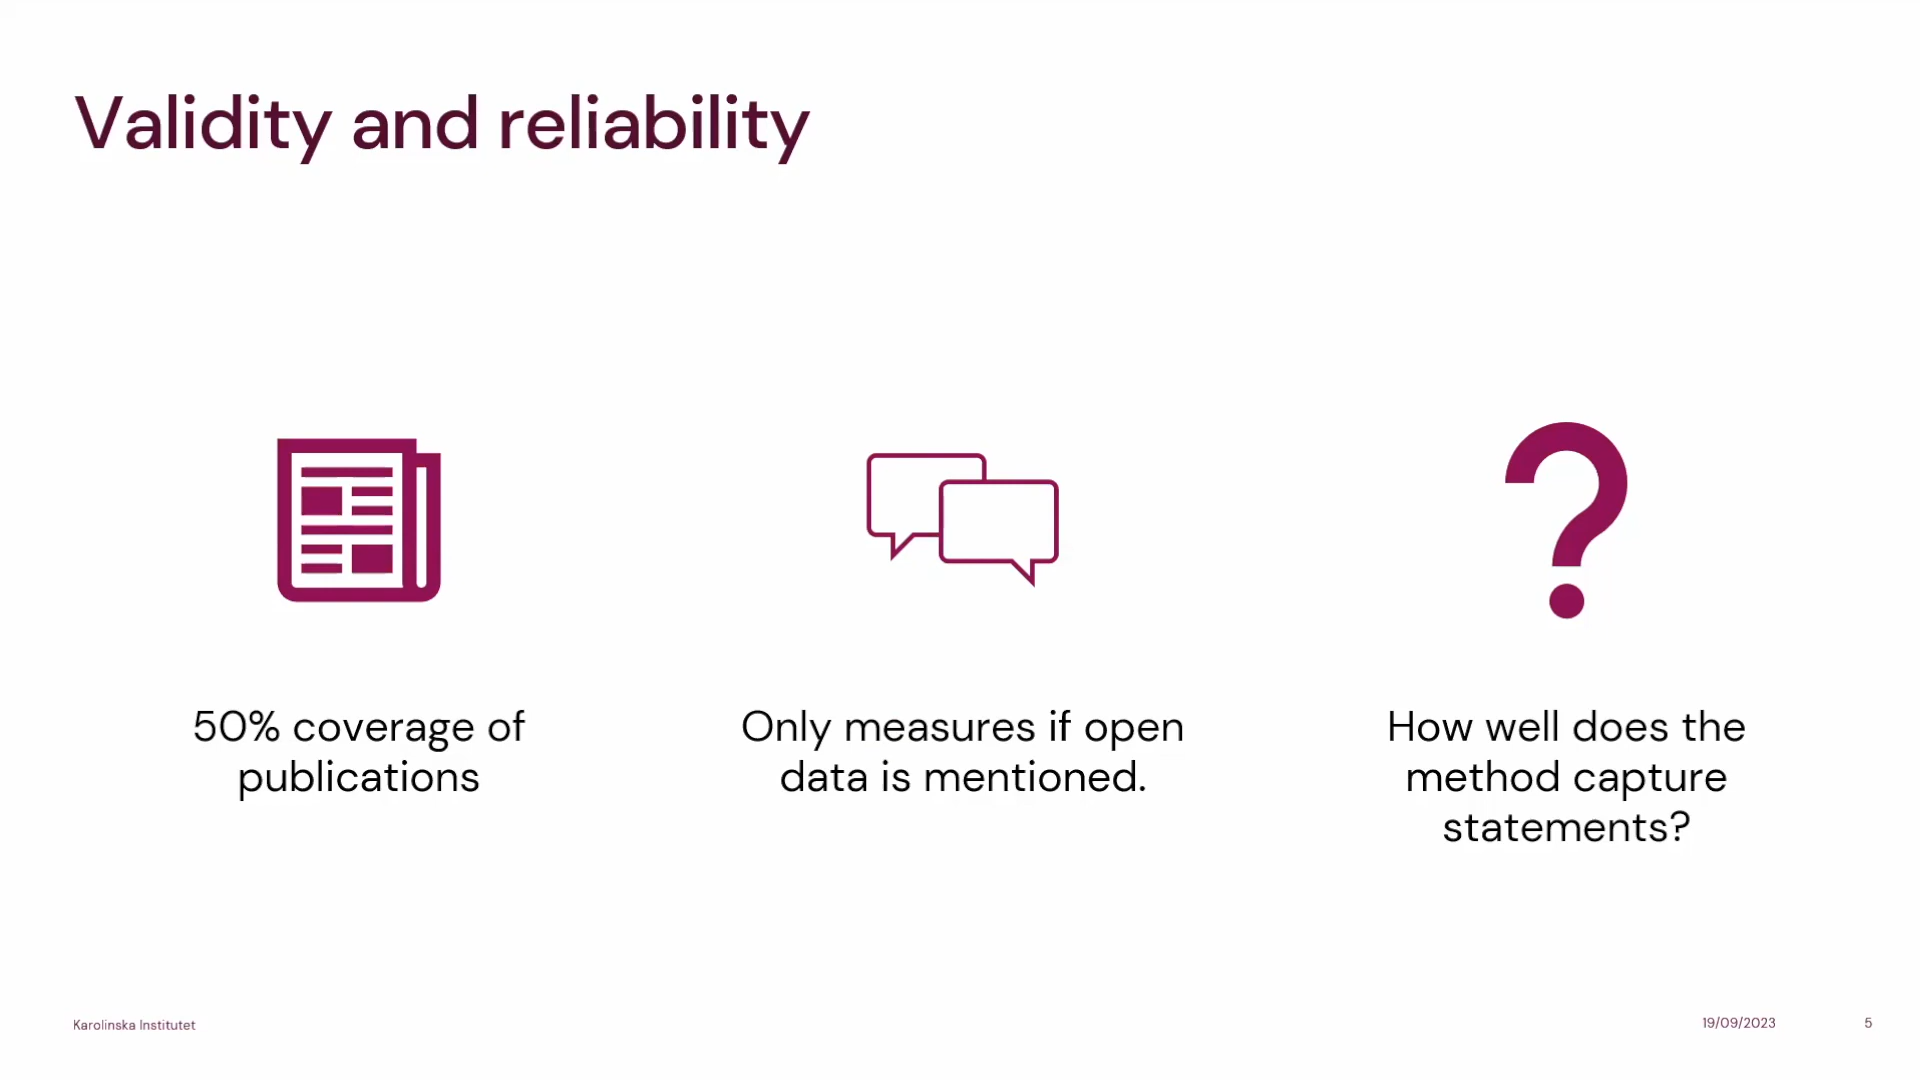 Validity and reliability
50% coverage of
publications
Only measures if open
data is mentioned.
How well does the
method capture
statements?
Karolinska Institutet
19/09/2023
5